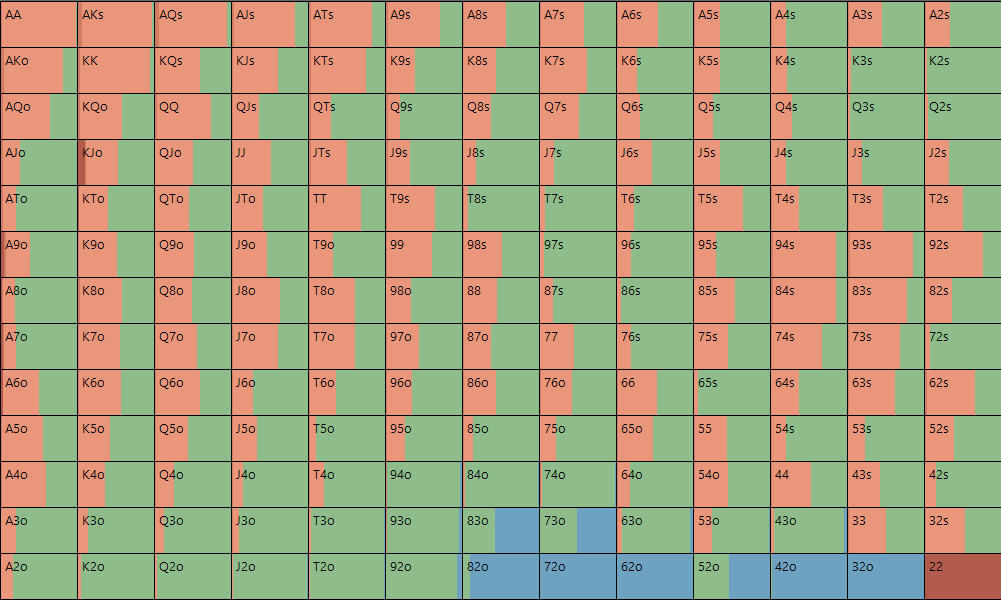 AA AKs AQs AJs ATs A9s A8s A7s A6s A5s A4s A3s A2s
AKo KK KQs KJs KTs K9s K8s K7s K6s K5s K4s K3s K2s
AQo KQo QQ QJs QTs Q9s Q8s Q7s Q6s Q5s Q4s Q3s Q2s
AJo KJo QJo JJ JTs J9s J8s J7s J6s J5s J4s J3s J2s
ATo KTo QTo JTo TT T9s T8s T7s T6s T5s T4s T3s T2s
A9o K9o Q9o J9o T9o 99 98s 97s 96s 95s 94s 93s 92s
A8o K8o Q8o J8o T8o 98o 88 87s 86s 85s 84s 83s 82s
A7o K7o Q7o J7o T7o 97o 87o 77 76s 75s 74s 73s 72s
A6o K6o Q6o J6o T6o 96o 86o 76o 66 65s 64s 63s 62s
A5o K5o Q5o J5o T5o 95o 85o 75o 65o 55 54s 53s 52s
A4o K4o Q4o J4o T4o 94o 84o 74o 64o 54o 44 43s 42s
A3o K3o Q3o J3o T3o 93o 83o 73o 63o 53o 43o 33 32s
A2o K2o Q2o J2o T2o 92o 82o 72o 62o 52o 42o 32o 22